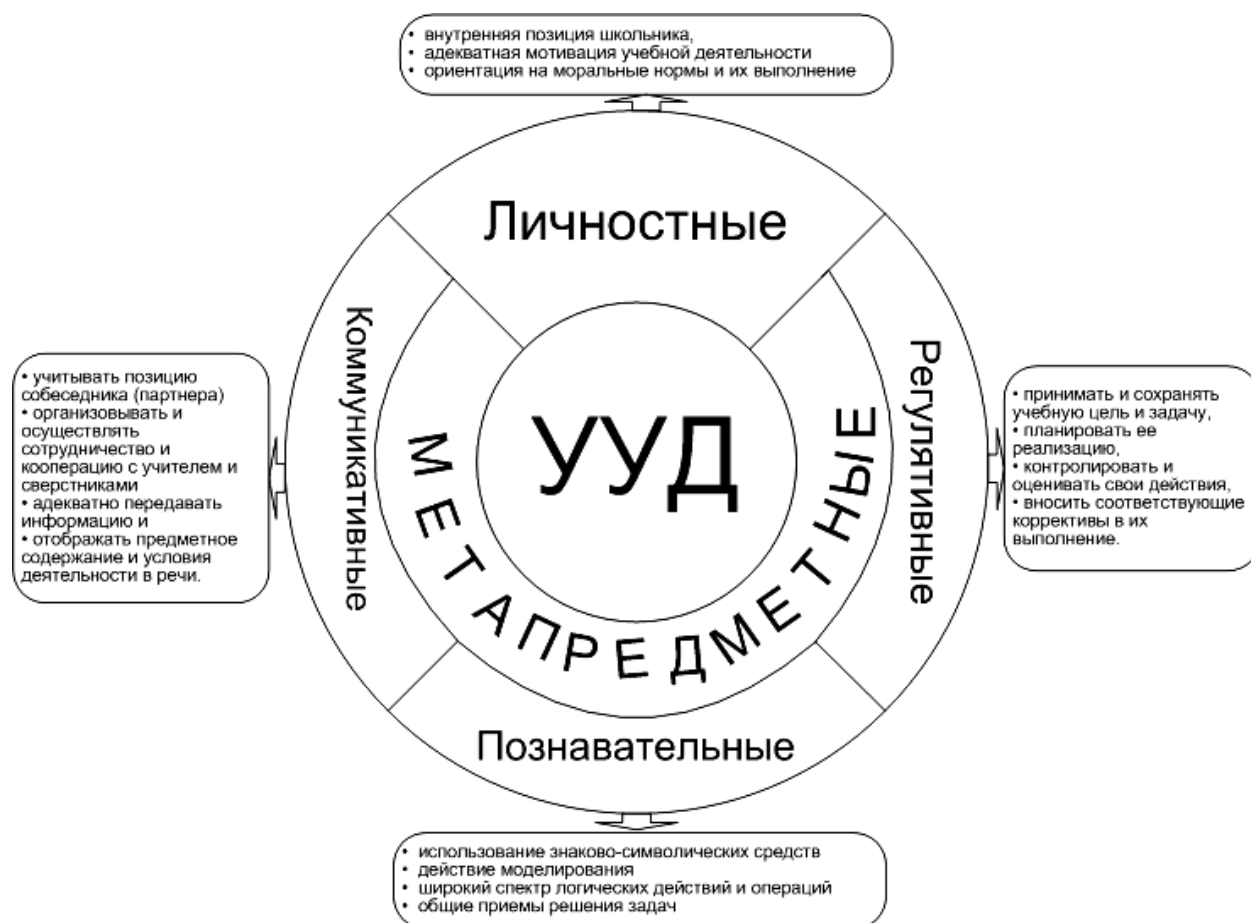 • внутренняя позиция школьника,
• адекватная мотивация учебной деятельности
• ориентация на моральные нормы и их выполнение
Личностные
Коммуникативные
Регулятивные
УУД
МЕТАПРЕДМЕТНЫЕ
Познавательные
• учитывать позицию
собеседника (партнера)
• организовывать и
осуществлять
сотрудничество и
кооперацию с учителем и
сверстниками
• адекватно передавать
информацию и
• отображать предметное
содержание и условия
деятельности в речи.
• принимать и сохранять
учебную цель и задачу,
• планировать ее
реализацию,
• контролировать и
оценивать свои действия,
• вносить соответствующие
коррективы в их
выполнение.
• использование знаково-символических средств
• действие моделирования
• широкий спектр логических действий и операций
• общие приемы решения задач